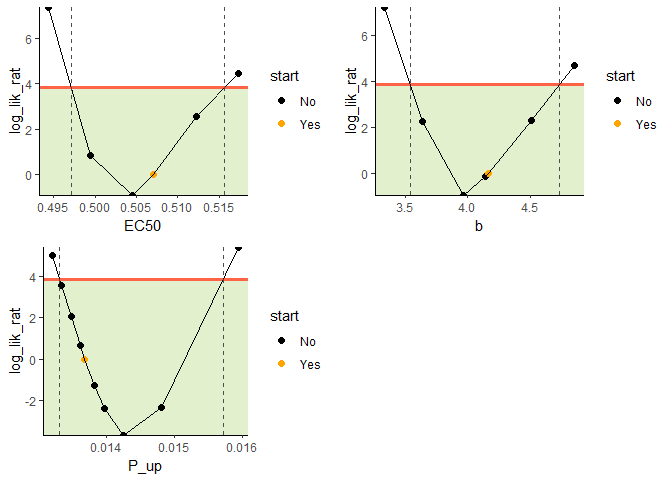 log_lik_rat
6
4
2
0
0.495 0.500 0.505 0.510 0.515
EC50
start
No
Yes
log_lik_rat
6
4
2
0
3.5 4.0 4.5
b
start
No
Yes
log_lik_rat
4
2
0
-2
0.014 0.015 0.016
P_up
start
No
Yes